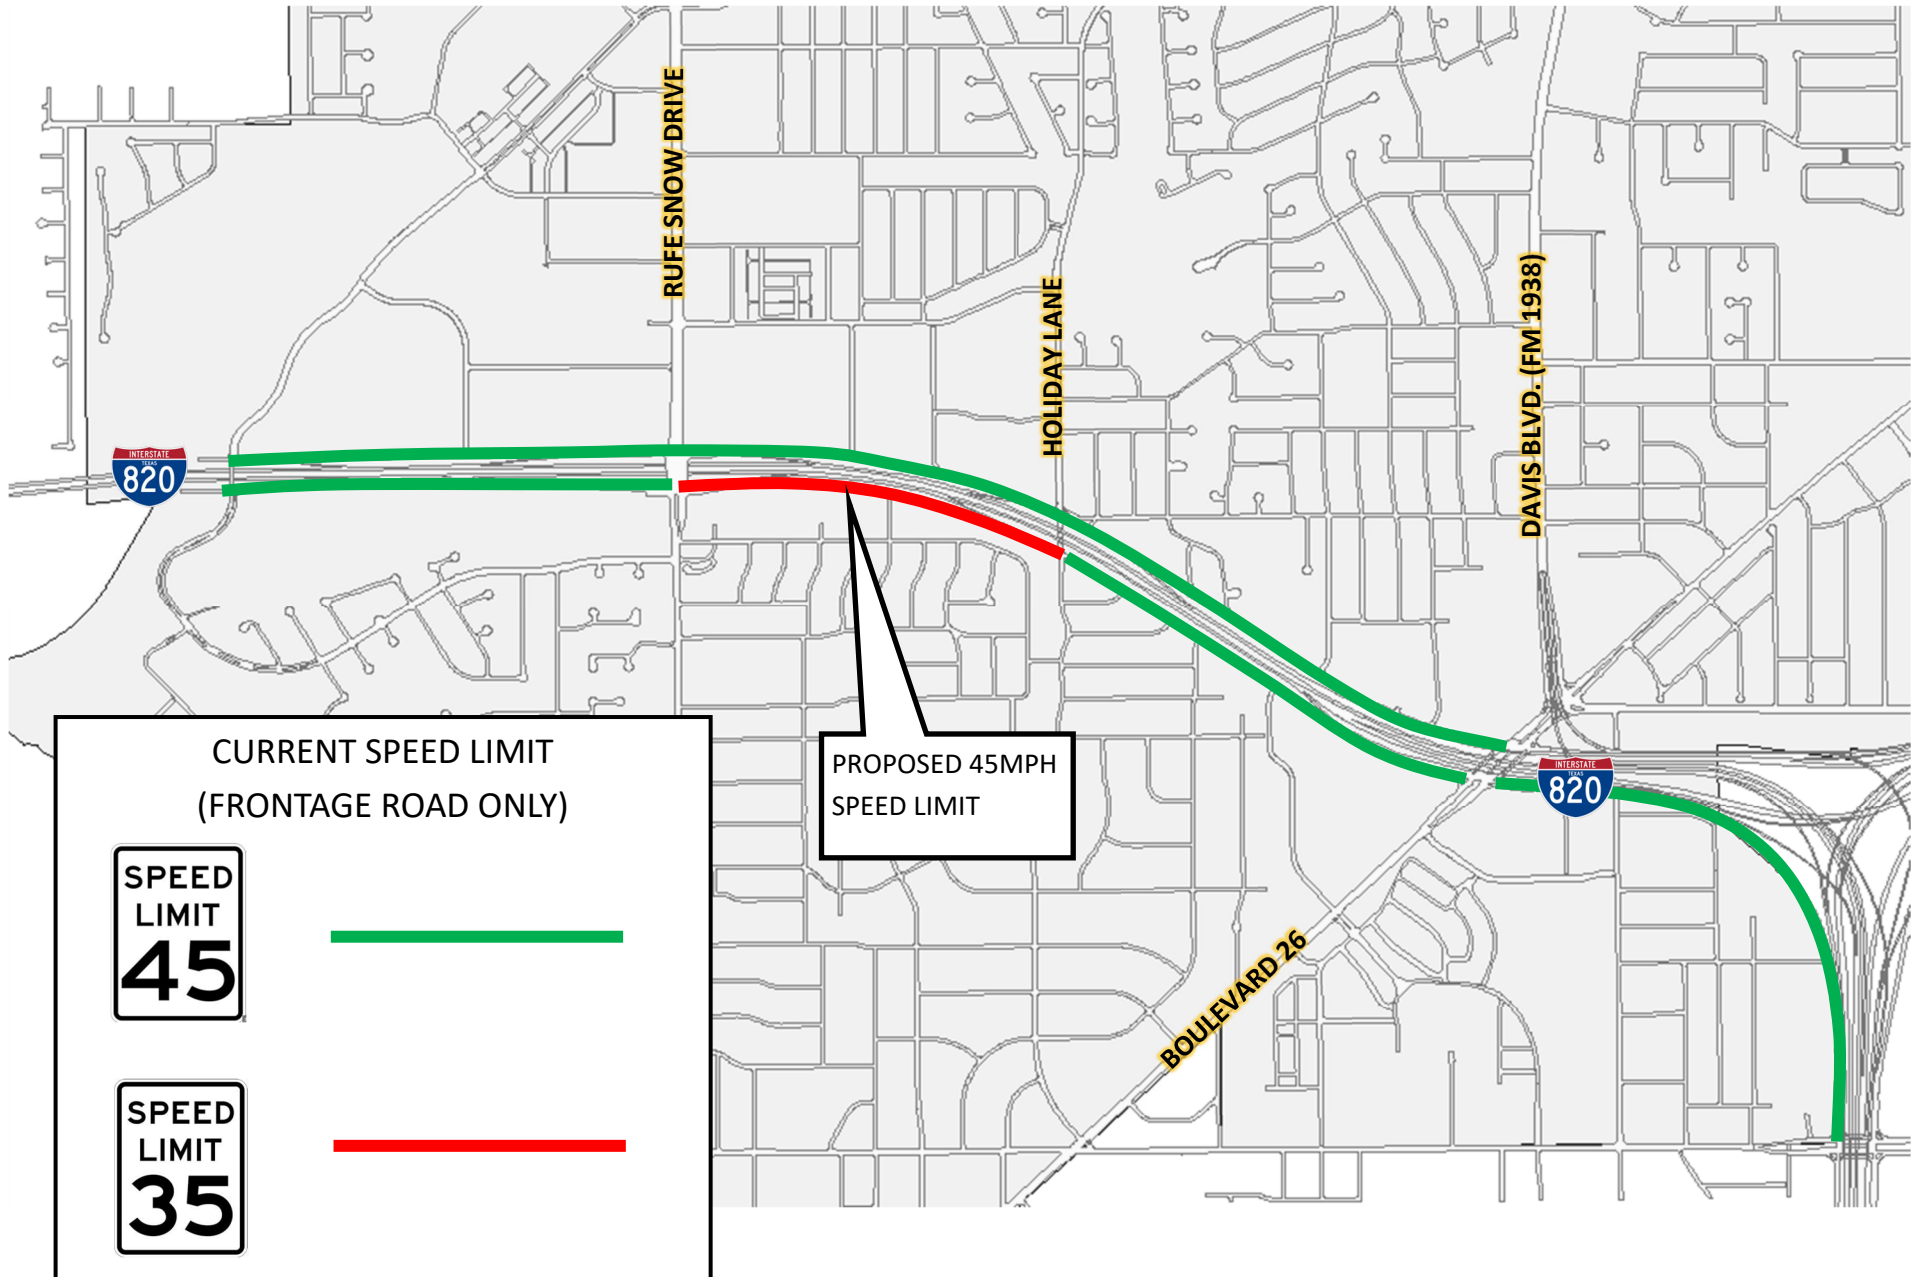 RUFE SNOW DRIVE
HOLIDAY LANE
DAVIS BLVD. (FM 1938)
INTERSTATE
TEXAS
820
PROPOSED 45MPH
SPEED LIMIT
INTERSTATE
TEXAS
820
BOULEVARD 26
CURRENT SPEED LIMIT
(FRONTAGE ROAD ONLY)
SPEED
LIMIT
45
SPEED
LIMIT
35